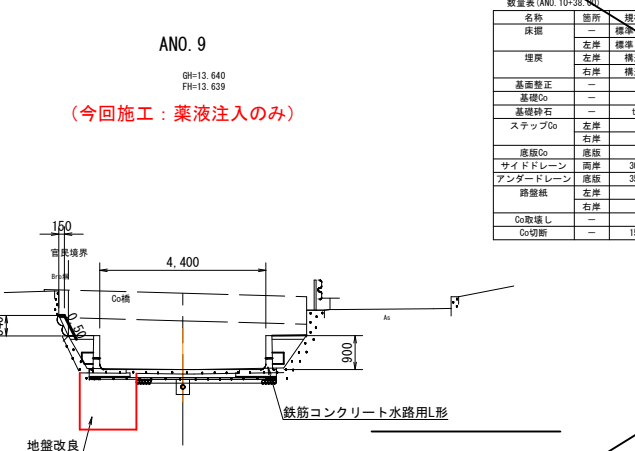 数量表(ANO.10+38.00)
名称 箇所
床掘 － 標準
左岸 標準
埋戻 左岸 構
右岸 構
基面整正 －
基礎Co －
基礎砕石 －
ステップCo 左岸
右岸
底版Co 底版
サイドドレーン 両岸 30
アンダードレーン 底版 35
路盤紙 左岸
右岸
Co取壊し －
Co切断 － 15
ANO.9
GH=13.640
FH=13.639
(今回施工：薬液注入のみ)
150
官民境界
4,400
Co橋
As
900
鉄筋コンクリート水路用L形
地盤改良